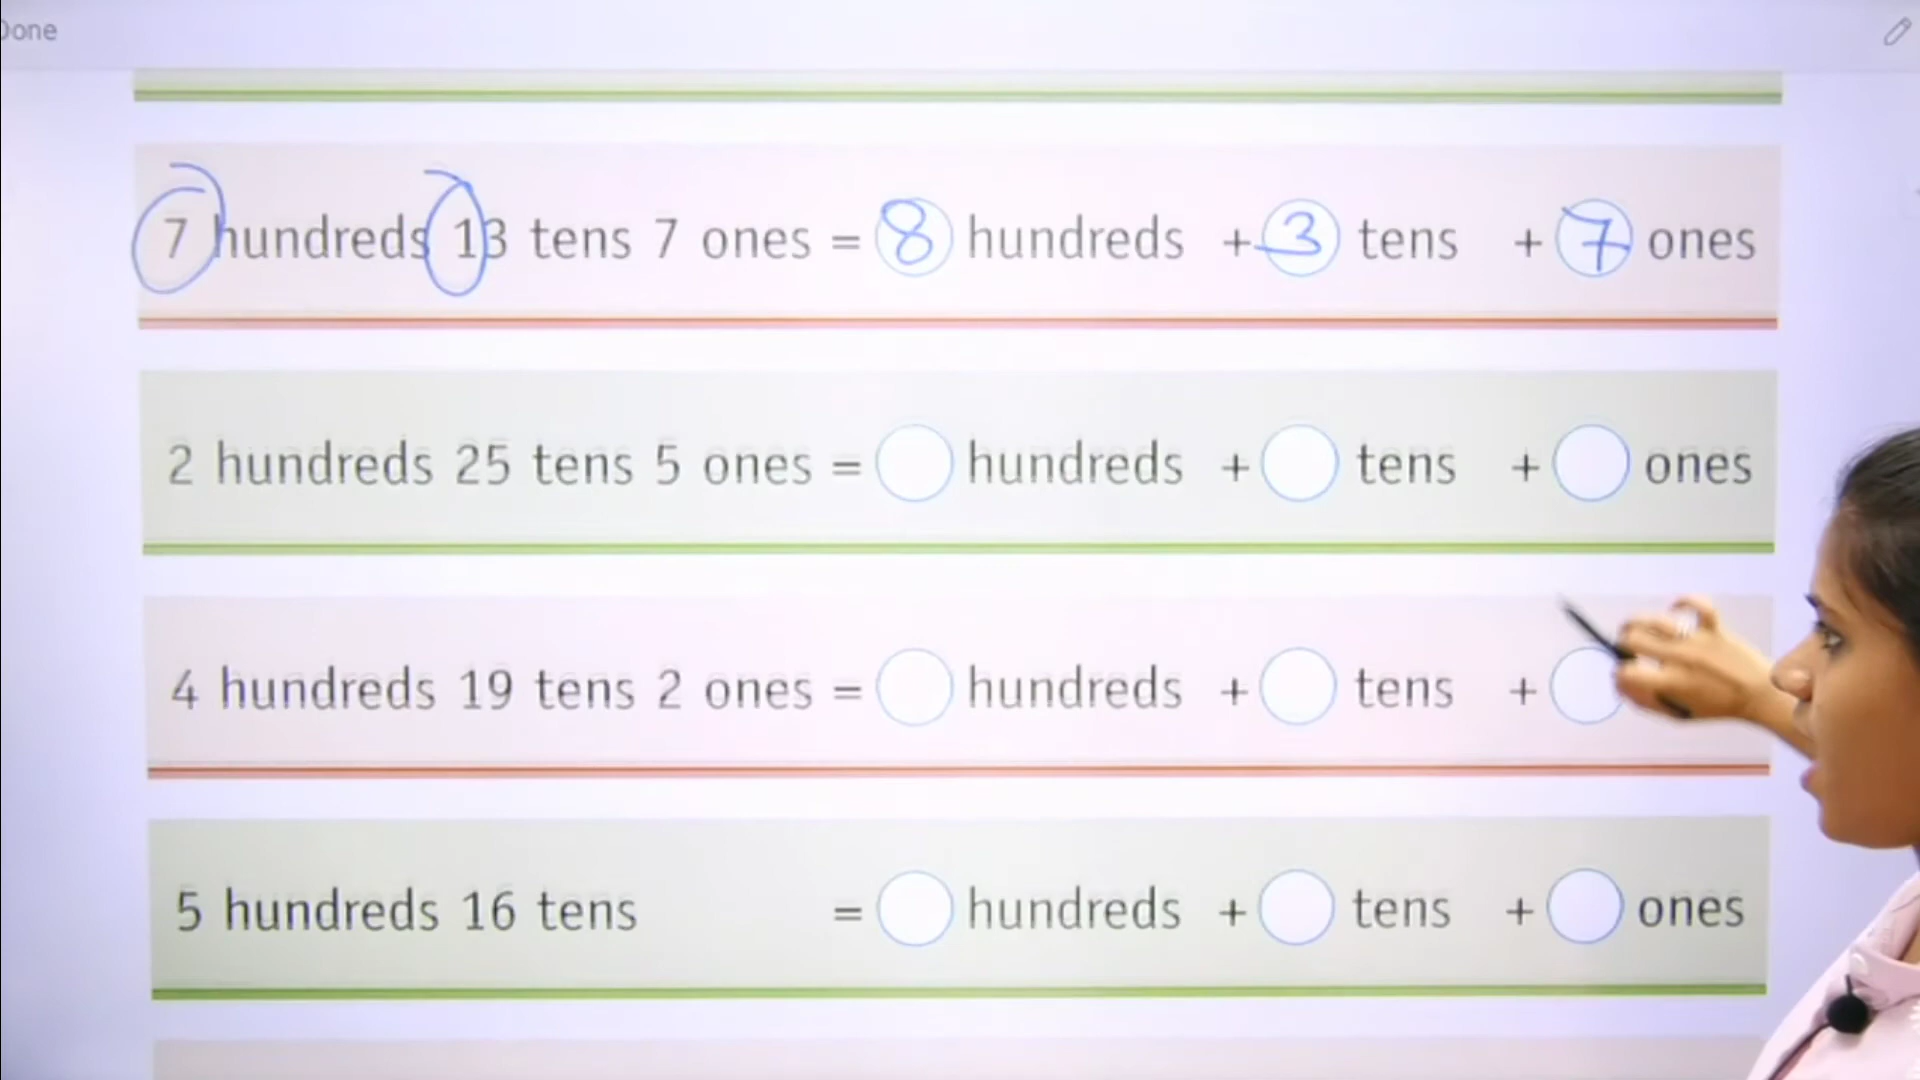 Done
7 hundreds 13 tens 7 ones = 8 hundreds + 3 tens + 7 ones
2 hundreds 25 tens 5 ones = hundreds + tens + ones
4 hundreds 19 tens 2 ones = hundreds + tens +
5 hundreds 16 tens = hundreds + tens + ones